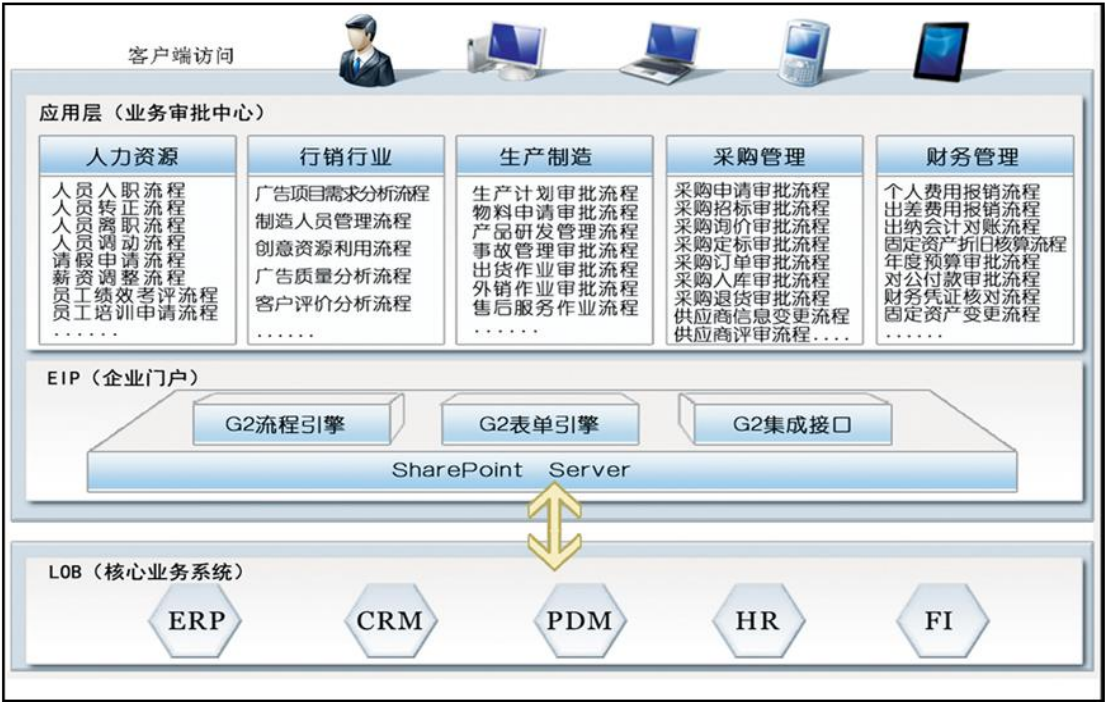 客户端访问
应用层（业务审批中心）
人力资源
人员入职流程
人员转正流程
人员离职流程
人员调动流程
请假申请流程
薪资调整流程
员工绩效考评流程
员工培训申请流程
......
行销行业
广告项目需求分析流程
制造人员管理流程
创意资源利用流程
广告质量分析流程
客户评价分析流程
......
生产制造
生产计划审批流程
物料申请审批流程
产品研发管理流程
事故管理审批流程
出货作业审批流程
外销作业审批流程
售后服务作业流程
......
采购管理
采购申请审批流程
采购招标审批流程
采购询价审批流程
采购定标审批流程
采购订单审批流程
采购入库审批流程
采购退货审批流程
供应商信息变更流程
供应商评审流程....
财务管理
个人费用报销流程
出差费用报销流程
出纳会计对账流程
固定资产折旧核算流程
年度预算审批流程
对公付款审批流程
财务凭证核对流程
固定资产变更流程
......
EIP（企业门户）
G2流程引擎
G2表单引擎
G2集成接口
SharePoint Server
LOB（核心业务系统）
ERP
CRM
PDM
HR
FI